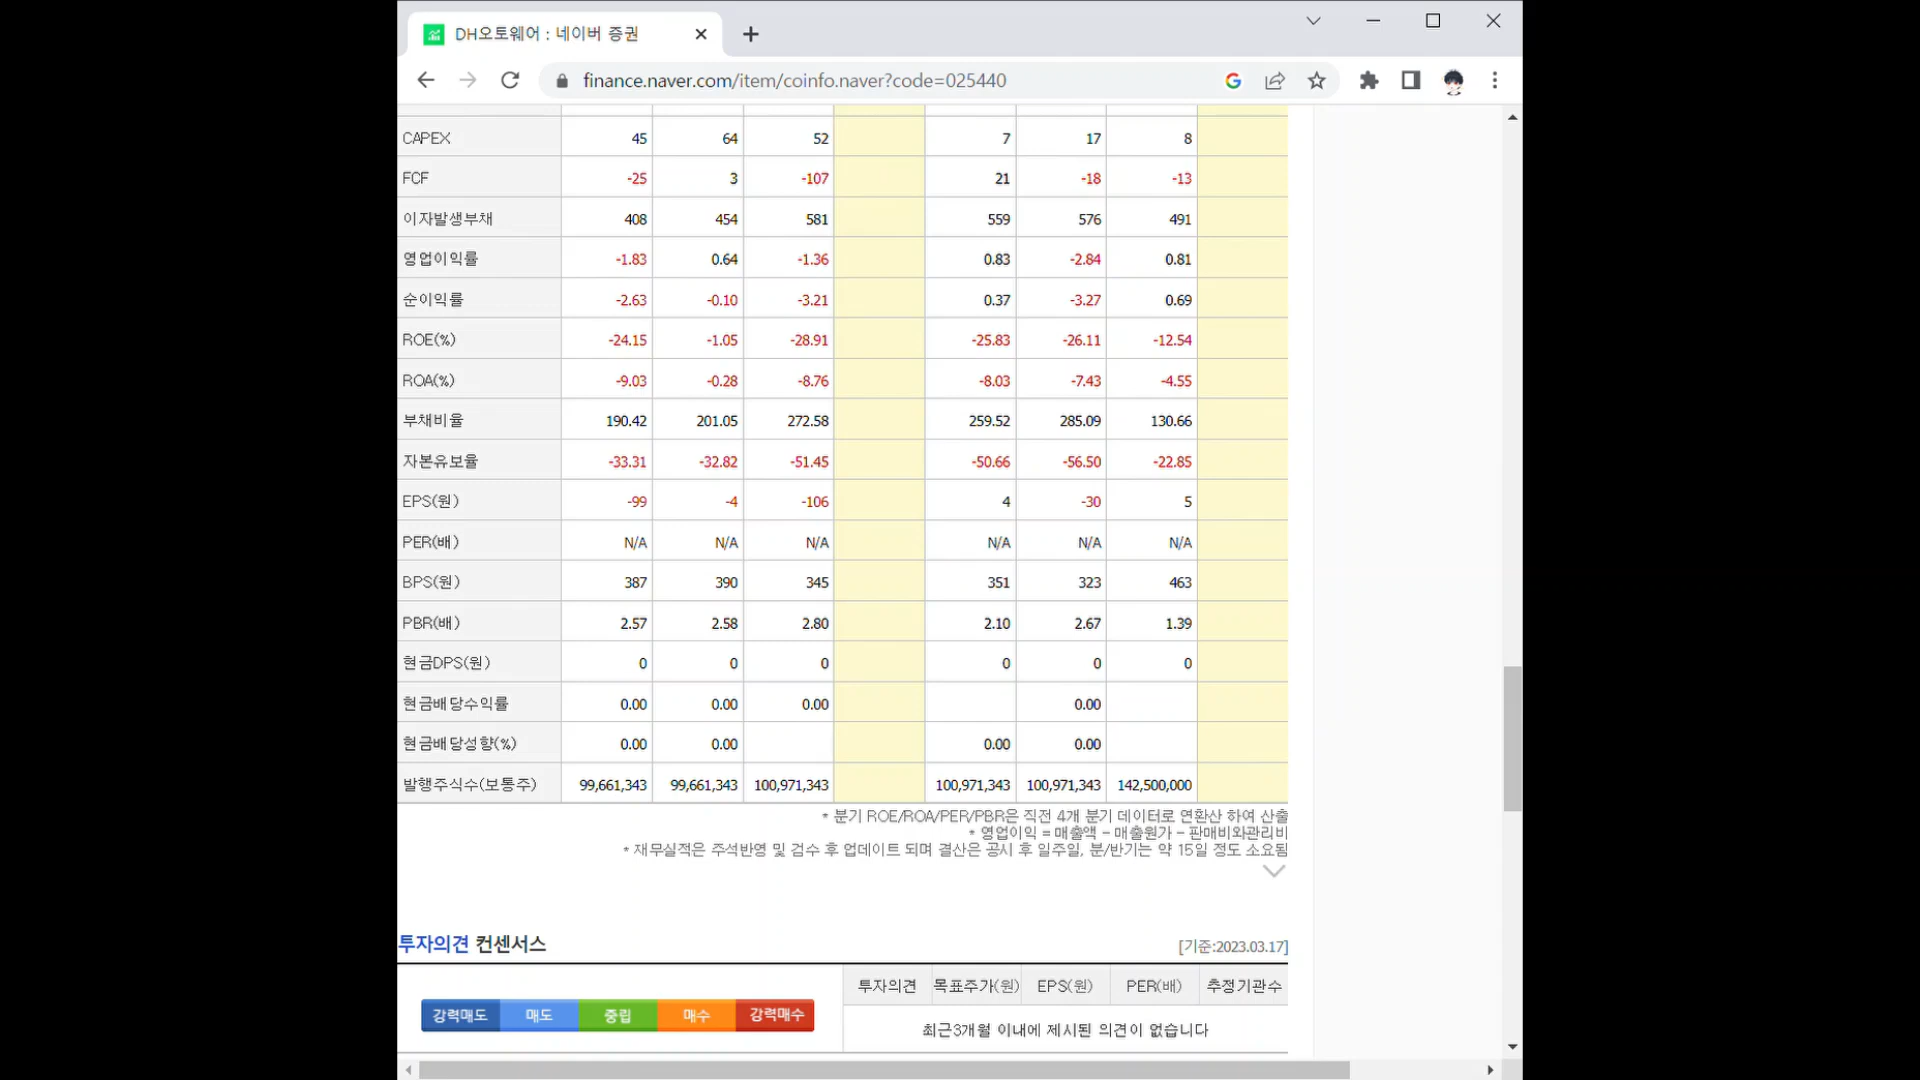 DH오토웨어 : 네이버 증권
finance.naver.com/item/coinfo.naver?code=025440
CAPEX 45 64 52 7 17 8
FCF -25 3 -107 21 -18 -13
이자발생부채 408 454 581 559 576 491
영업이익률 -1.83 0.64 -1.36 0.83 -2.84 0.81
순이익률 -2.63 -0.10 -3.21 0.37 -3.27 0.69
ROE(%) -24.15 -1.05 -28.91 -25.83 -26.11 -12.54
ROA(%) -9.03 -0.28 -8.76 -8.03 -7.43 -4.55
부채비율 190.42 201.05 272.58 259.52 285.09 130.66
자본유보율 -33.31 -32.82 -51.45 -50.66 -56.50 -22.85
EPS(원) -99 -4 -106 4 -30 5
PER(배) N/A N/A N/A N/A N/A N/A
BPS(원) 387 390 345 351 323 463
PBR(배) 2.57 2.58 2.80 2.10 2.67 1.39
현금DPS(원) 0 0 0 0 0 0
현금배당수익률 0.00 0.00 0.00 0.00
현금배당성향(%) 0.00 0.00 0.00 0.00
발행주식수(보통주) 99,661,343 99,661,343 100,971,343 100,971,343 100,971,343 142,500,000
* 분기 ROE/ROA/PER/PBR은 직전 4개 분기 데이터로 연환산 하여 산출
* 영업이익 = 매출액 - 매출원가 - 판매비와관리비
* 재무실적은 주석반영 및 검수 후 업데이트 되며 결산은 공시 후 일주일, 분/반기는 약 15일 정도 소요됨
투자의견 컨센서스 [기준:2023.03.17]
투자의견 목표주가(원) EPS(원) PER(배) 추정기관수
강력매도 매도 중립 매수 강력매수
최근3개월 이내에 제시된 의견이 없습니다